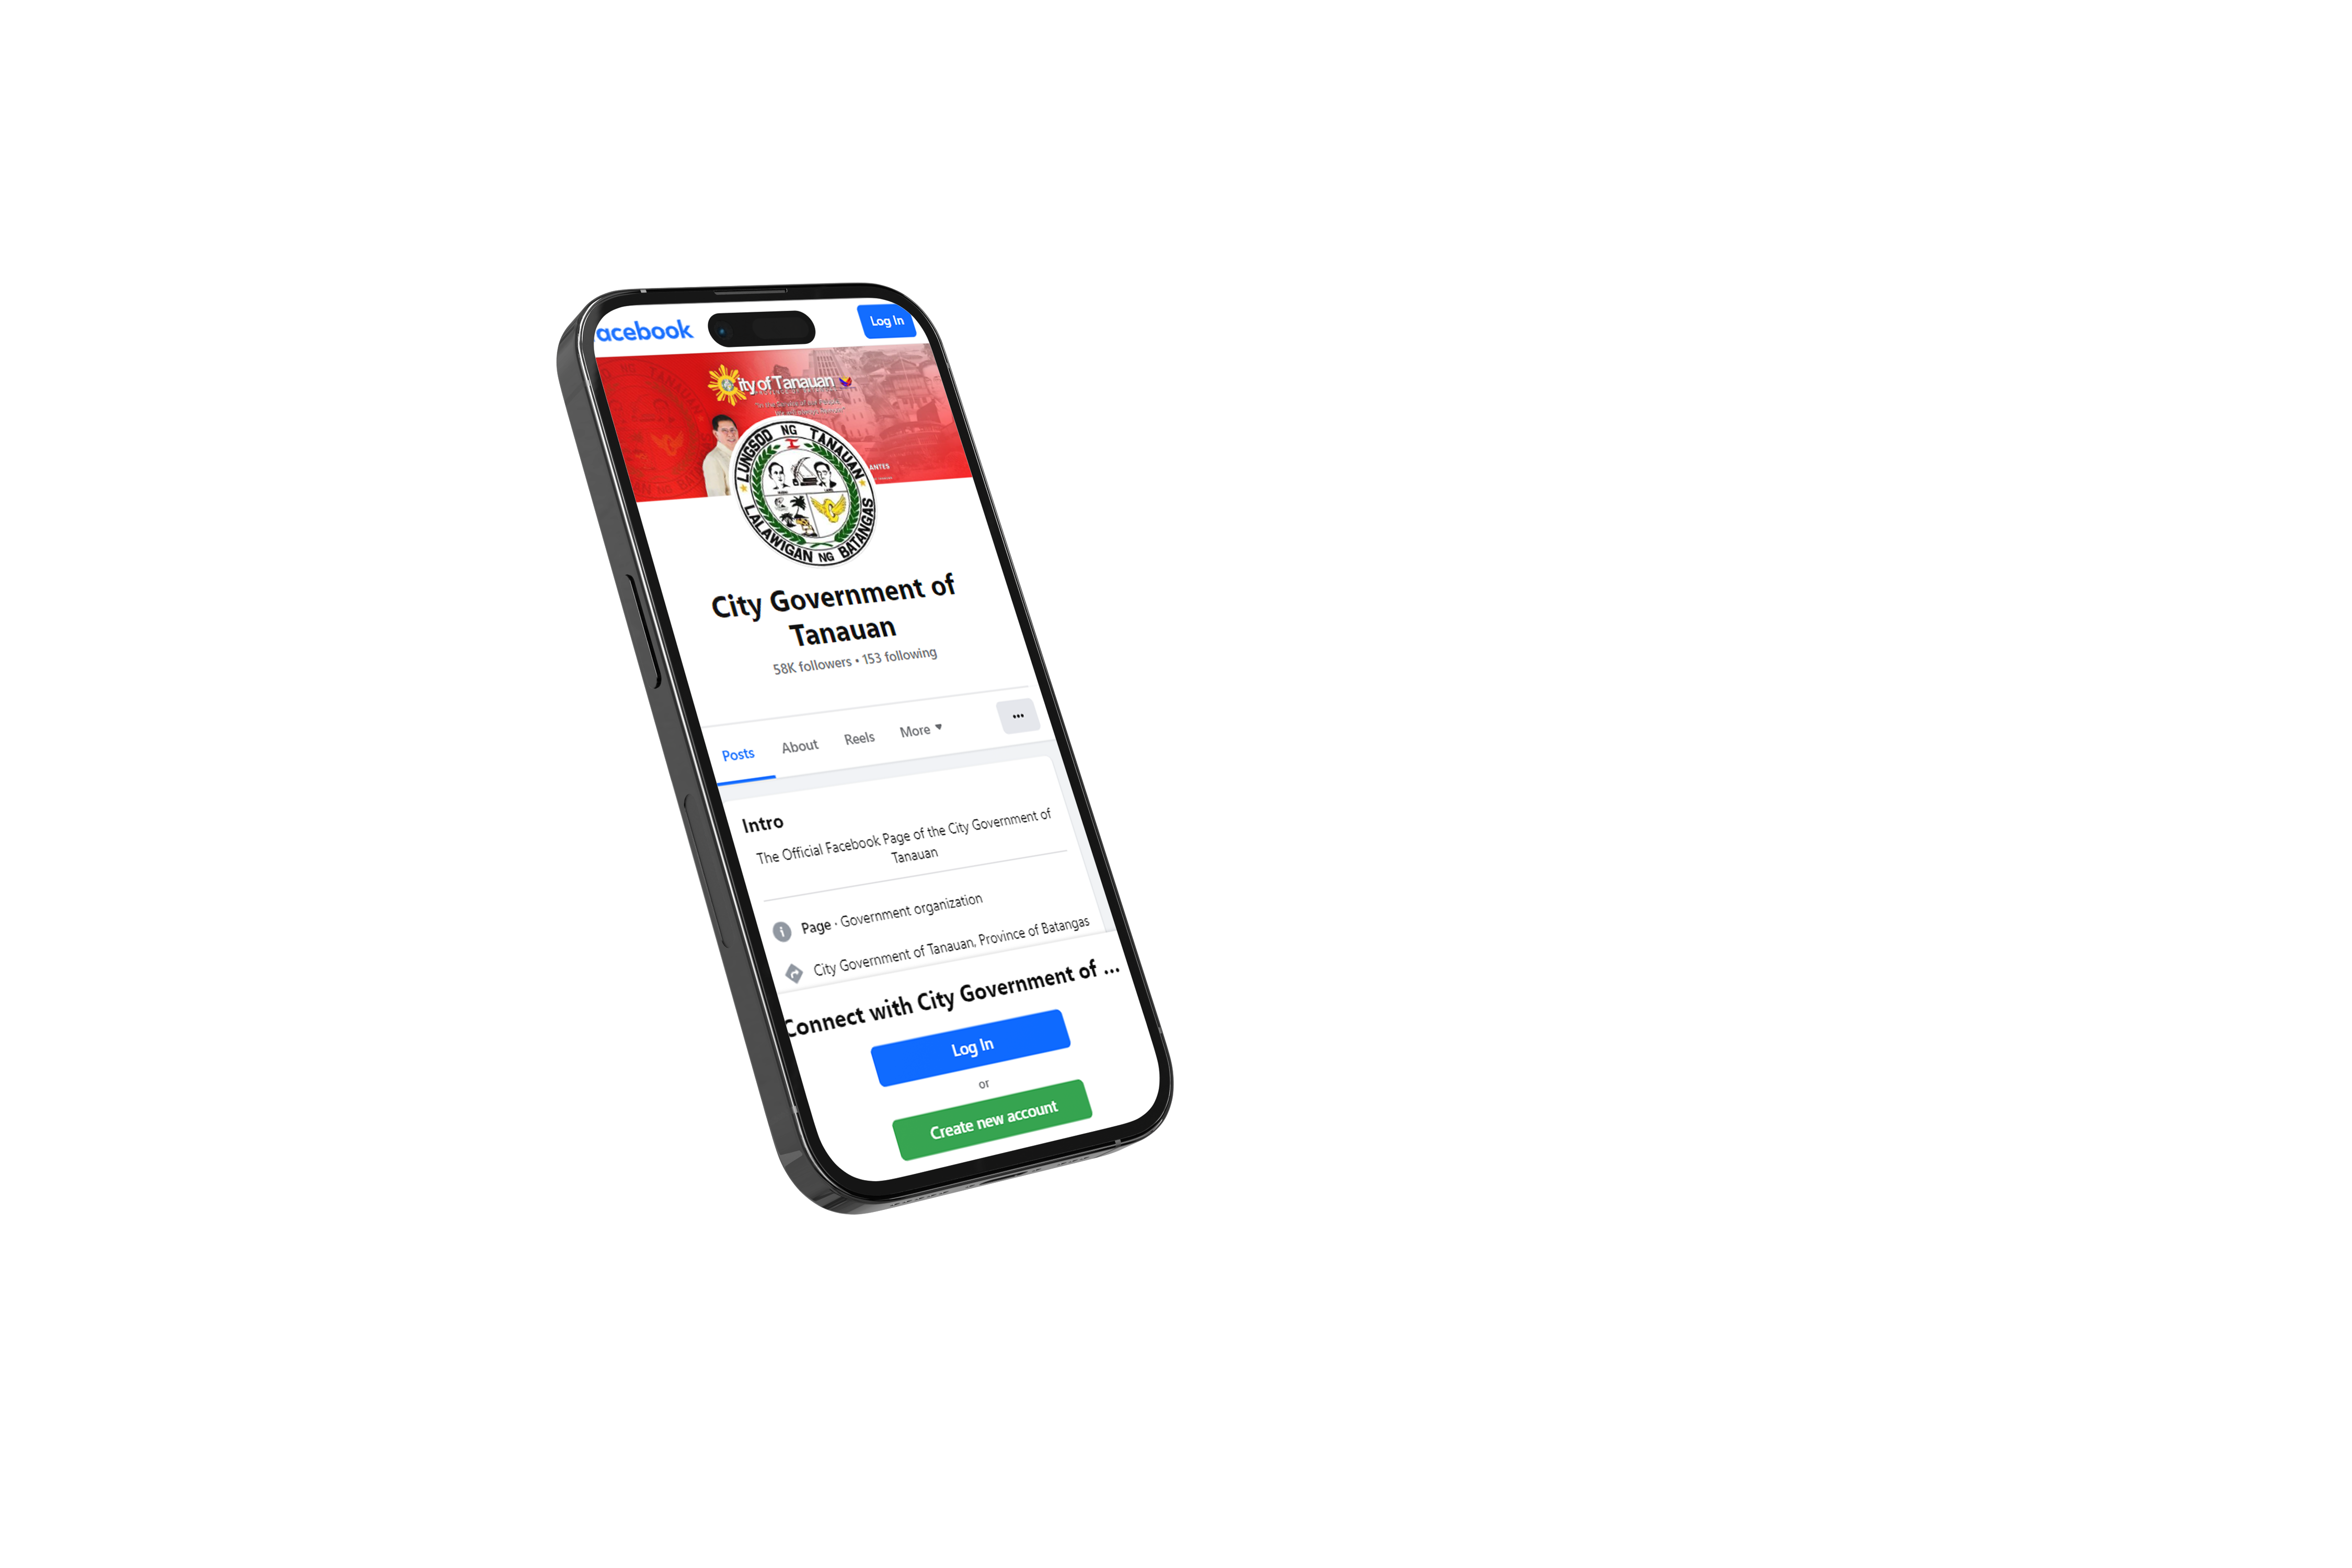 acebook
Log In
ity of Tanauan
ANTES
LUNGSOD NG TANAUAN
LALAWIGAN NG BATANGAS
City Government of
Tanauan
58K followers • 153 following
Posts
About
Reels
More
Intro
The Official Facebook Page of the City Government of
Tanauan
Page · Government organization
City Government of Tanauan, Province of Batangas
Connect with City Government of ...
Log In
or
Create new account